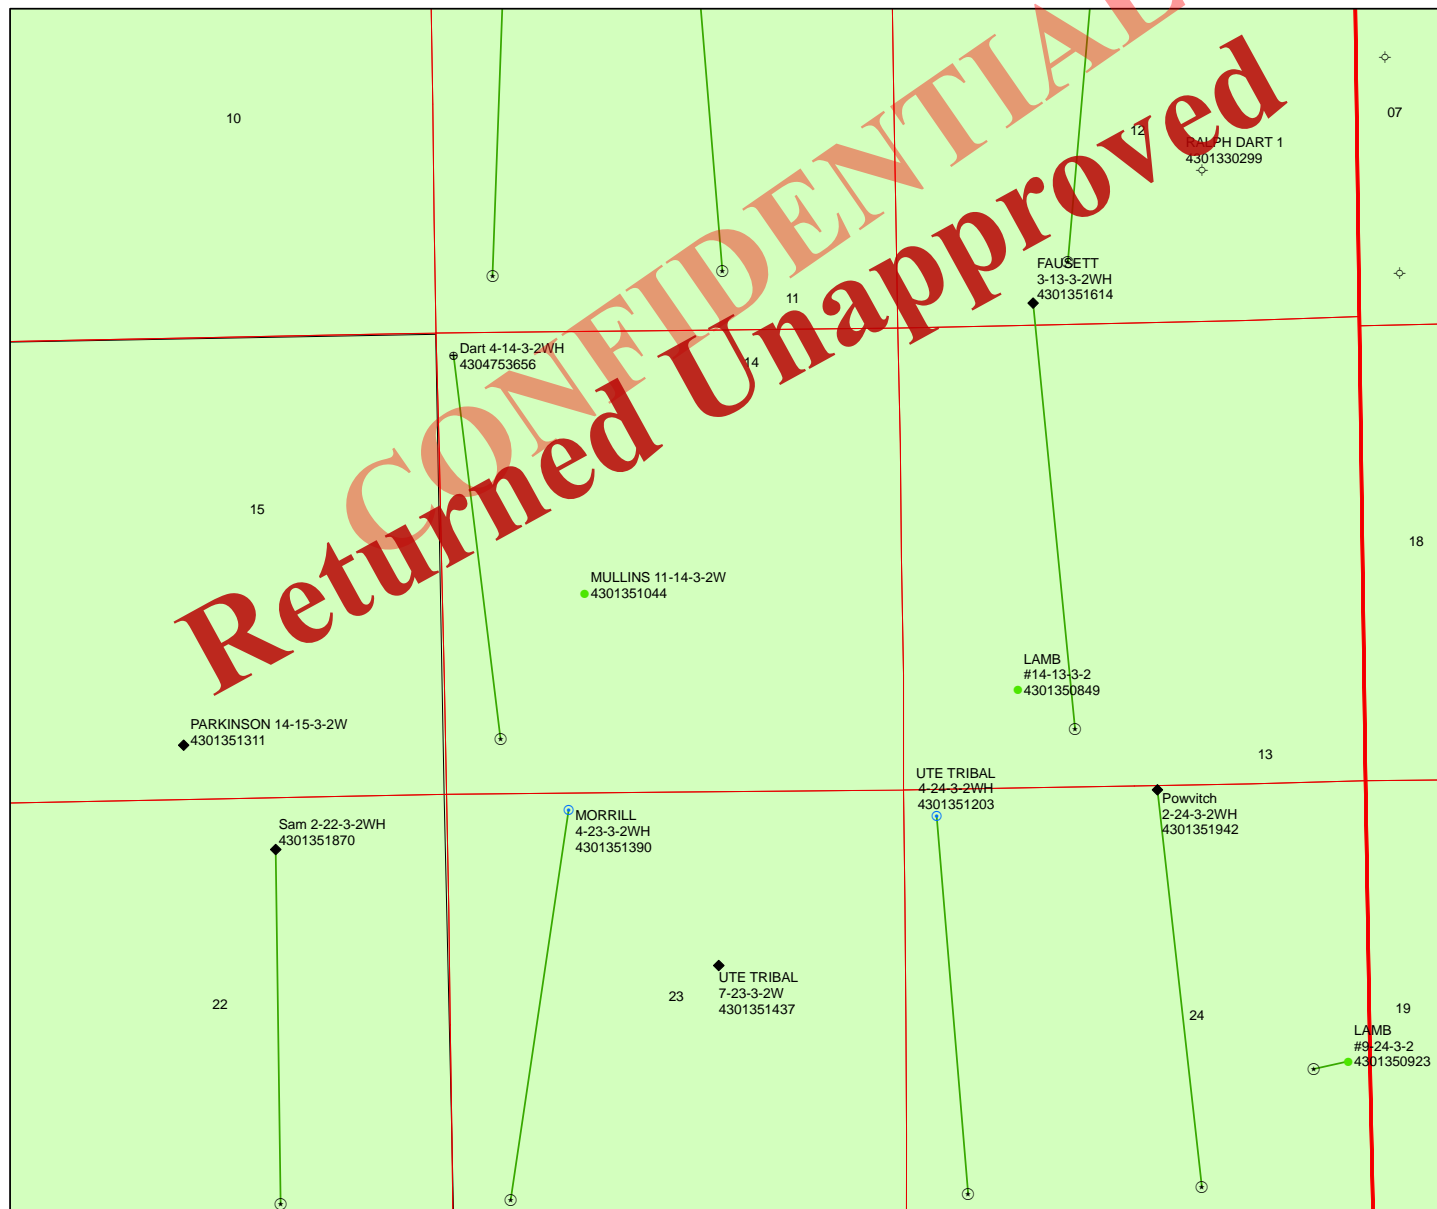 CONFIDENTIAL
Returned Unapproved
10
12
07
RALPH DART 1
4301330299
FAUSETT
3-13-3-2WH
4301351614
11
Dart 4-14-3-2WH
4304753656
14
15
18
MULLINS 11-14-3-2W
4301351044
LAMB
#14-13-3-2
4301350849
PARKINSON 14-15-3-2W
4301351311
13
UTE TRIBAL
4-24-3-2WH
4301351203
Powvitch
2-24-3-2WH
4301351942
Sam 2-22-3-2WH
4301351870
MORRILL
4-23-3-2WH
4301351390
UTE TRIBAL
7-23-3-2W
4301351437
22
23
24
19
LAMB
#9-24-3-2
4301350923